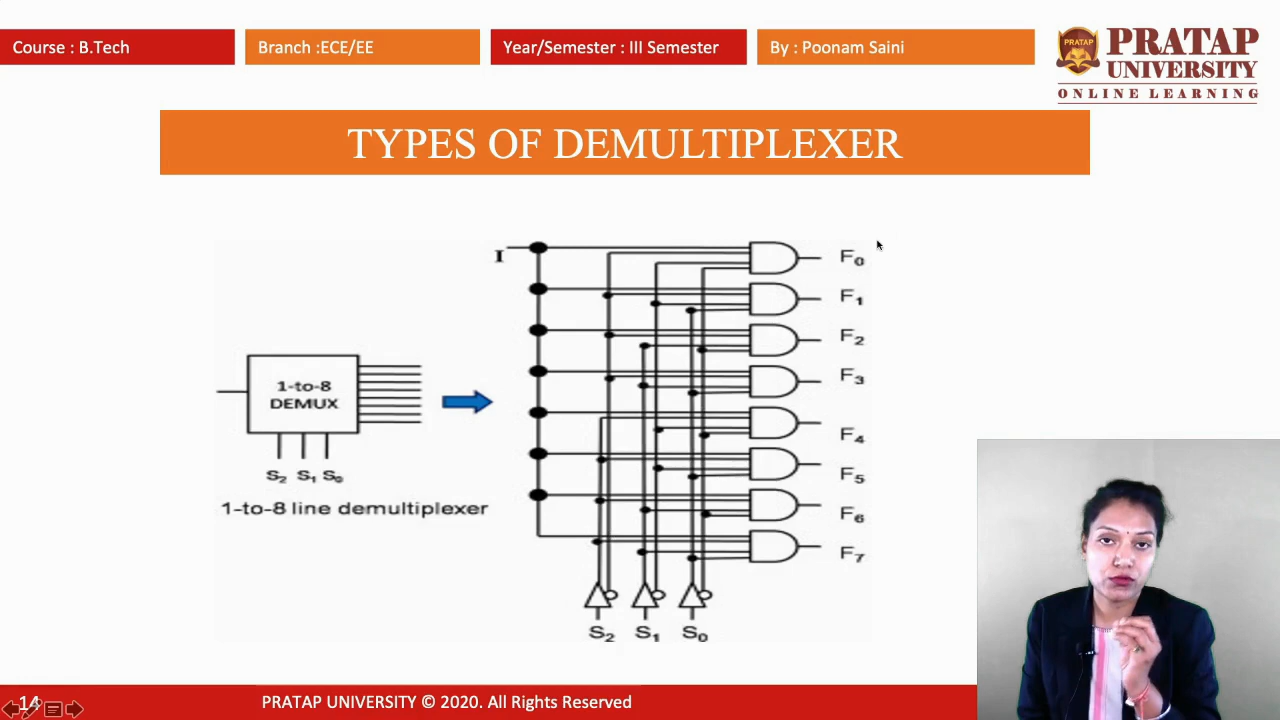 Course : B.Tech
Branch :ECE/EE
Year/Semester : III Semester
By : Poonam Saini
PRATAP
PRATAP
UNIVERSITY
ONLINE LEARNING
TYPES OF DEMULTIPLEXER
I
F0
F1
F2
F3
F4
F5
F6
F7
1-to-8
DEMUX
S2 S1 S0
1-to-8 line demultiplexer
S2 S1 S0
14
PRATAP UNIVERSITY © 2020. All Rights Reserved